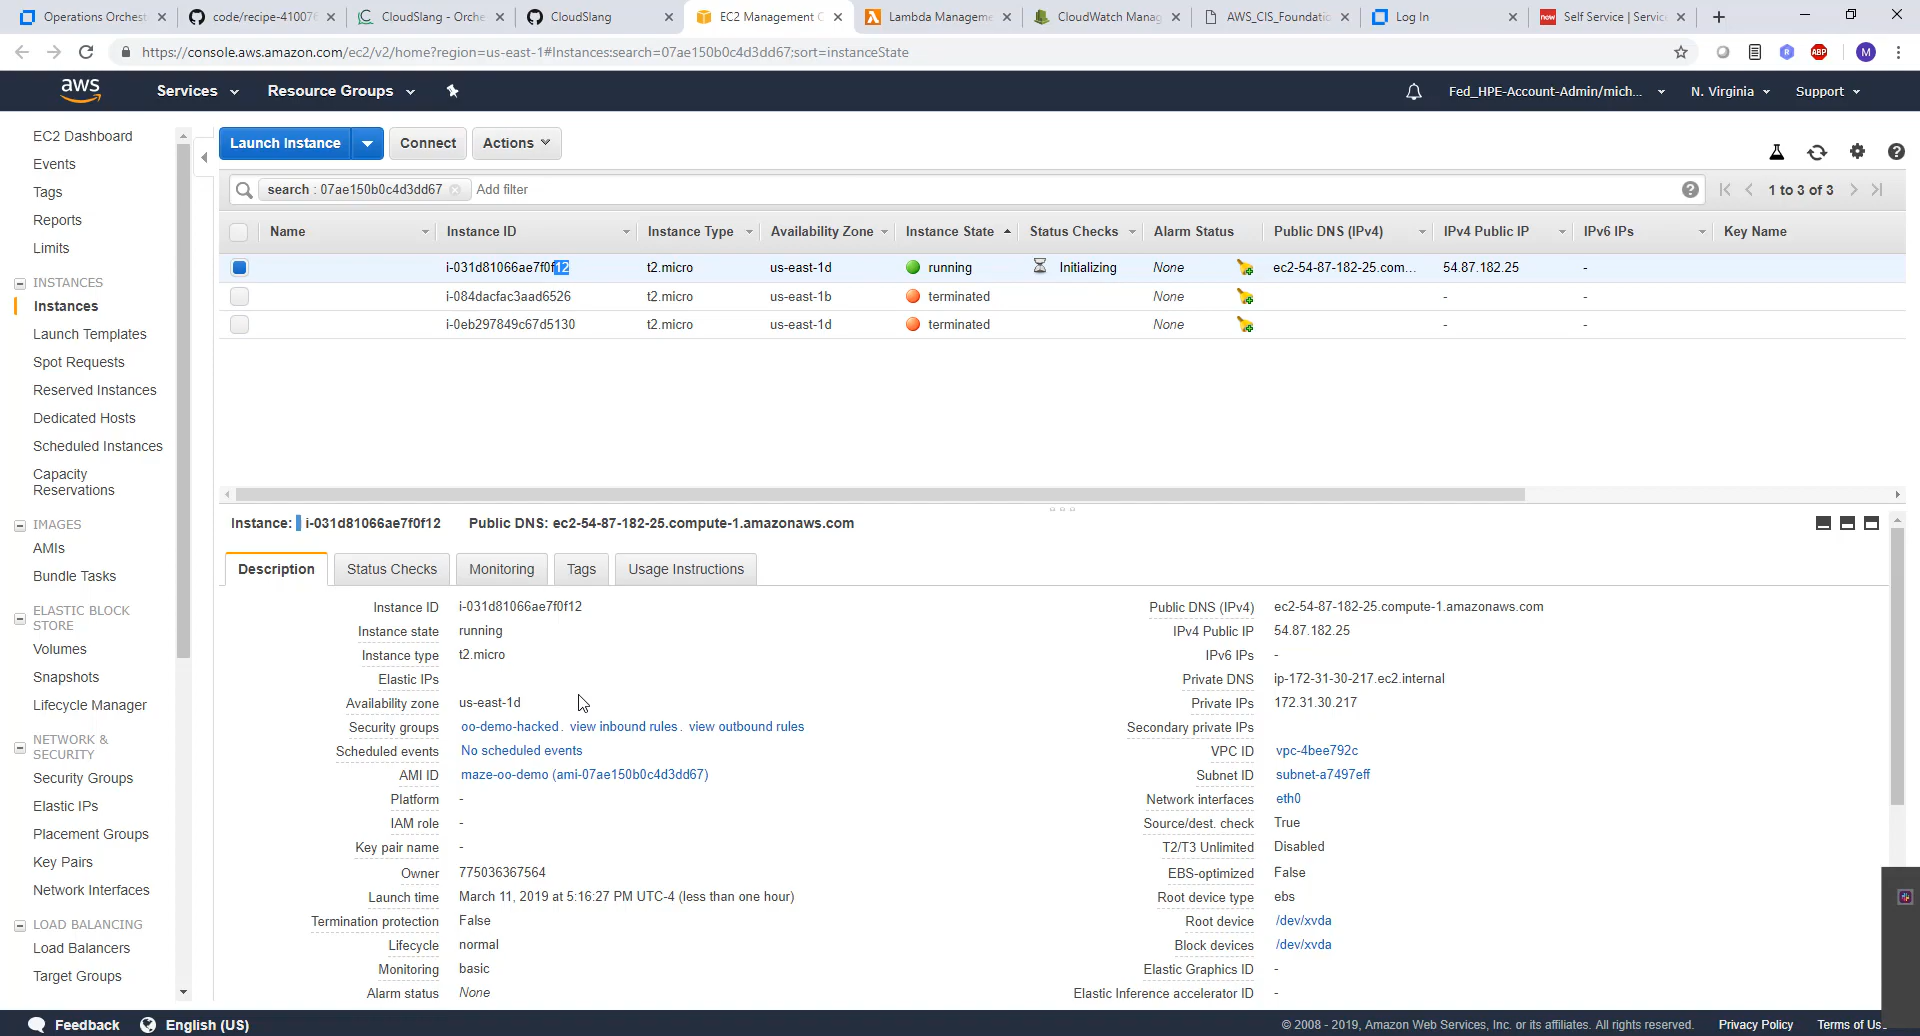 Operations Orchest
code/recipe-410076
CloudSlang - Orche
CloudSlang
EC2 Management C
Lambda Manageme
CloudWatch Manag
AWS_CIS_Foundatio
Log In
now Self Service | Servic
https://console.aws.amazon.com/ec2/v2/home?region=us-east-1#Instances:search=07ae150b0c4d3dd67;sort=instanceState
R
ABP
M
aws
Services
Resource Groups
Fed_HPE-Account-Admin/mich...
N. Virginia
Support
EC2 Dashboard
Events
Tags
Reports
Limits
INSTANCES
Instances
Launch Templates
Spot Requests
Reserved Instances
Dedicated Hosts
Scheduled Instances
Capacity
Reservations
IMAGES
AMIs
Bundle Tasks
ELASTIC BLOCK
STORE
Volumes
Snapshots
Lifecycle Manager
NETWORK &
SECURITY
Security Groups
Elastic IPs
Placement Groups
Key Pairs
Network Interfaces
LOAD BALANCING
Load Balancers
Target Groups
Launch Instance
Connect
Actions
search : 07ae150b0c4d3dd67
Add filter
1 to 3 of 3
Name Instance ID Instance Type Availability Zone Instance State Status Checks Alarm Status Public DNS (IPv4) IPv4 Public IP IPv6 IPs Key Name
i-031d81066ae7f0f12 t2.micro us-east-1d running Initializing None ec2-54-87-182-25.com... 54.87.182.25 -
i-084dacfac3aad6526 t2.micro us-east-1b terminated None - -
i-0eb297849c67d5130 t2.micro us-east-1d terminated None - -
Instance: i-031d81066ae7f0f12 Public DNS: ec2-54-87-182-25.compute-1.amazonaws.com
Description
Status Checks
Monitoring
Tags
Usage Instructions
Instance ID i-031d81066ae7f0f12
Instance state running
Instance type t2.micro
Elastic IPs
Availability zone us-east-1d
Security groups oo-demo-hacked. view inbound rules. view outbound rules
Scheduled events No scheduled events
AMI ID maze-oo-demo (ami-07ae150b0c4d3dd67)
Platform -
IAM role -
Key pair name -
Owner 775036367564
Launch time March 11, 2019 at 5:16:27 PM UTC-4 (less than one hour)
Termination protection False
Lifecycle normal
Monitoring basic
Alarm status None
Public DNS (IPv4) ec2-54-87-182-25.compute-1.amazonaws.com
IPv4 Public IP 54.87.182.25
IPv6 IPs -
Private DNS ip-172-31-30-217.ec2.internal
Private IPs 172.31.30.217
Secondary private IPs
VPC ID vpc-4bee792c
Subnet ID subnet-a7497eff
Network interfaces eth0
Source/dest. check True
T2/T3 Unlimited Disabled
EBS-optimized False
Root device type ebs
Root device /dev/xvda
Block devices /dev/xvda
Elastic Graphics ID -
Elastic Inference accelerator ID -
Feedback
English (US)
© 2008 - 2019, Amazon Web Services, Inc. or its affiliates. All rights reserved.
Privacy Policy
Terms of Us